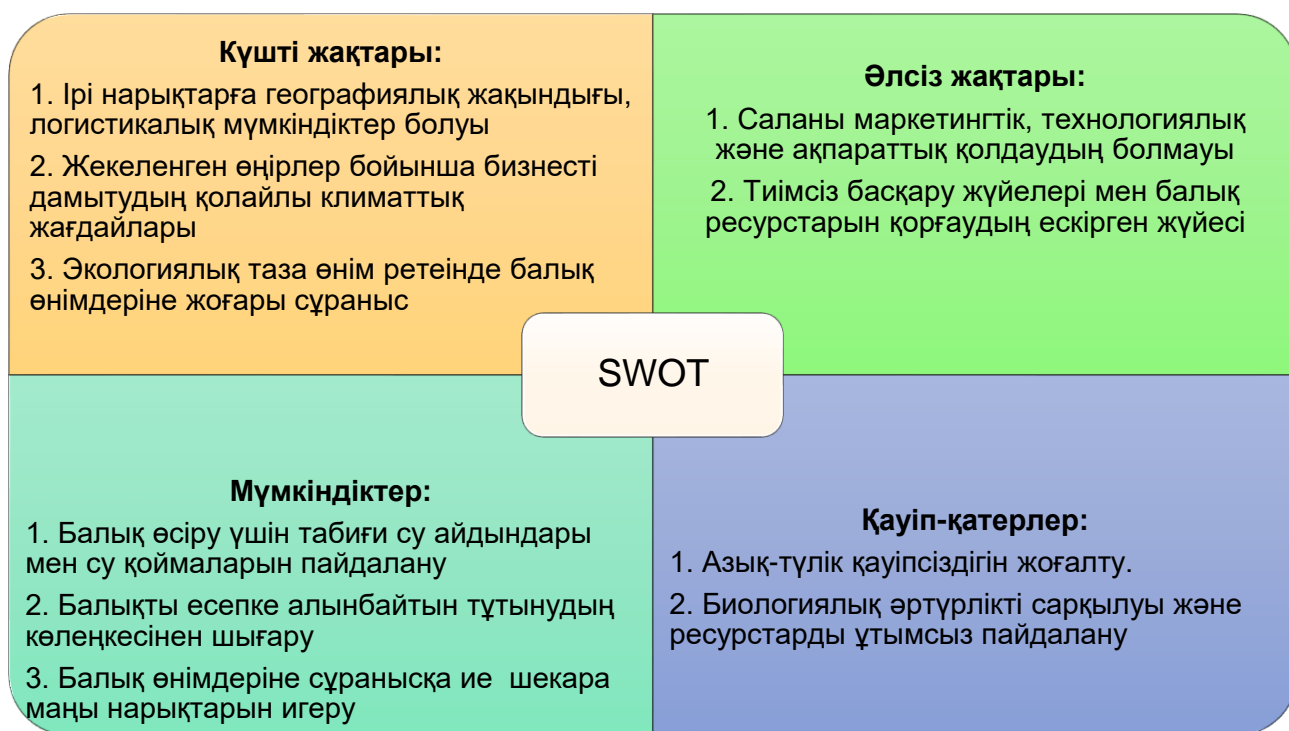 Күшті жақтары:
1. Ірі нарықтарға географиялық жақындығы,
логистикалық мүмкіндіктер болуы
2. Жекеленген өңірлер бойынша бизнесті
дамытудың қолайлы климаттық
жағдайлары
3. Экологиялық таза өнім ретеінде балық
өнімдеріне жоғары сұраныс
Әлсіз жақтары:
1. Саланы маркетингтік, технологиялық
және ақпараттық қолдаудың болмауы
2. Тиімсіз басқару жүйелері мен балық
ресурстарын қорғаудың ескірген жүйесі
SWOT
Мүмкіндіктер:
1. Балық өсіру үшін табиғи су айдындары
мен су қоймаларын пайдалану
2. Балықты есепке алынбайтын тұтынудың
көлеңкесінен шығару
3. Балық өнімдеріне сұранысқа ие шекара
маңы нарықтарын игеру
Қауіп-қатерлер:
1. Азық-түлік қауіпсіздігін жоғалту.
2. Биологиялық әртүрлікті сарқылуы және
ресурстарды ұтымсыз пайдалану